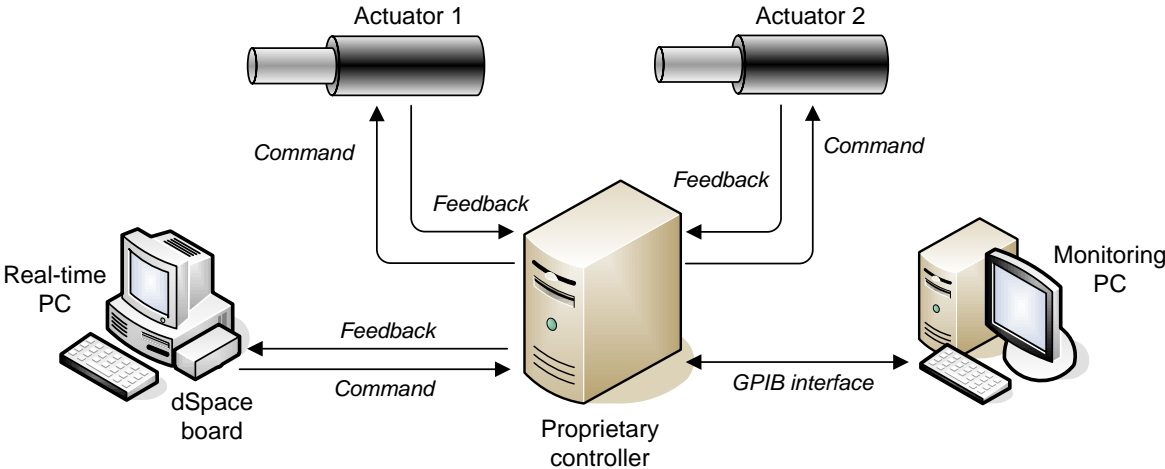 Actuator 1
Actuator 2
Command
Command
Feedback
Feedback
Real-time
PC
Monitoring
PC
Feedback
Command
GPIB interface
dSpace
board
Proprietary
controller